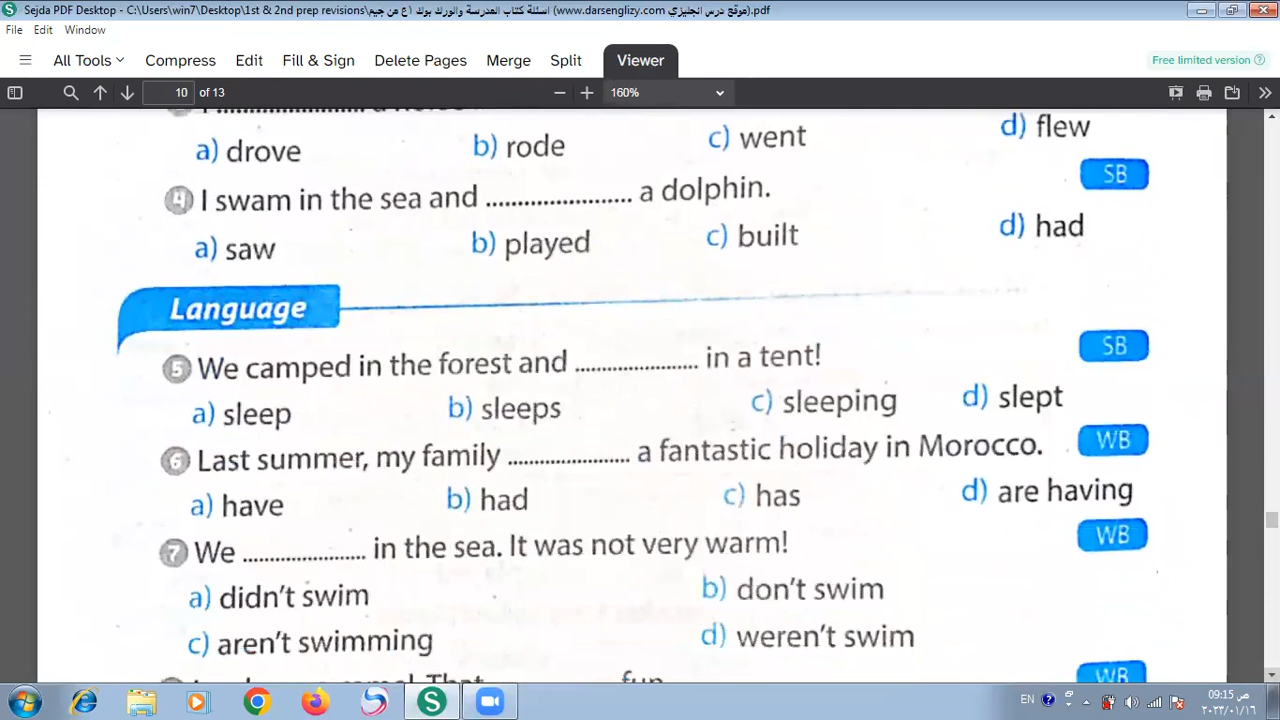 Sejda PDF Desktop - C:\Users\win7\Desktop\1st & 2nd prep revisions\اسئلة كتاب المدرسة والورك بوك ١ع عن جيم (www.darsenglizy.com موقع درس انجليزي).pdf
File Edit Window
All Tools Compress Edit Fill & Sign Delete Pages Merge Split Viewer Free limited version
10 of 13 160%
a) drove b) rode c) went d) flew
4 I swam in the sea and ...................... a dolphin. SB
a) saw b) played c) built d) had
Language
5 We camped in the forest and ...................... in a tent! SB
a) sleep b) sleeps c) sleeping d) slept
6 Last summer, my family ...................... a fantastic holiday in Morocco. WB
a) have b) had c) has d) are having
7 We ...................... in the sea. It was not very warm! WB
a) didn't swim b) don't swim
c) aren't swimming d) weren't swim
WB
EN 09:15 ص
٢٠٢٣/٠١/١٦